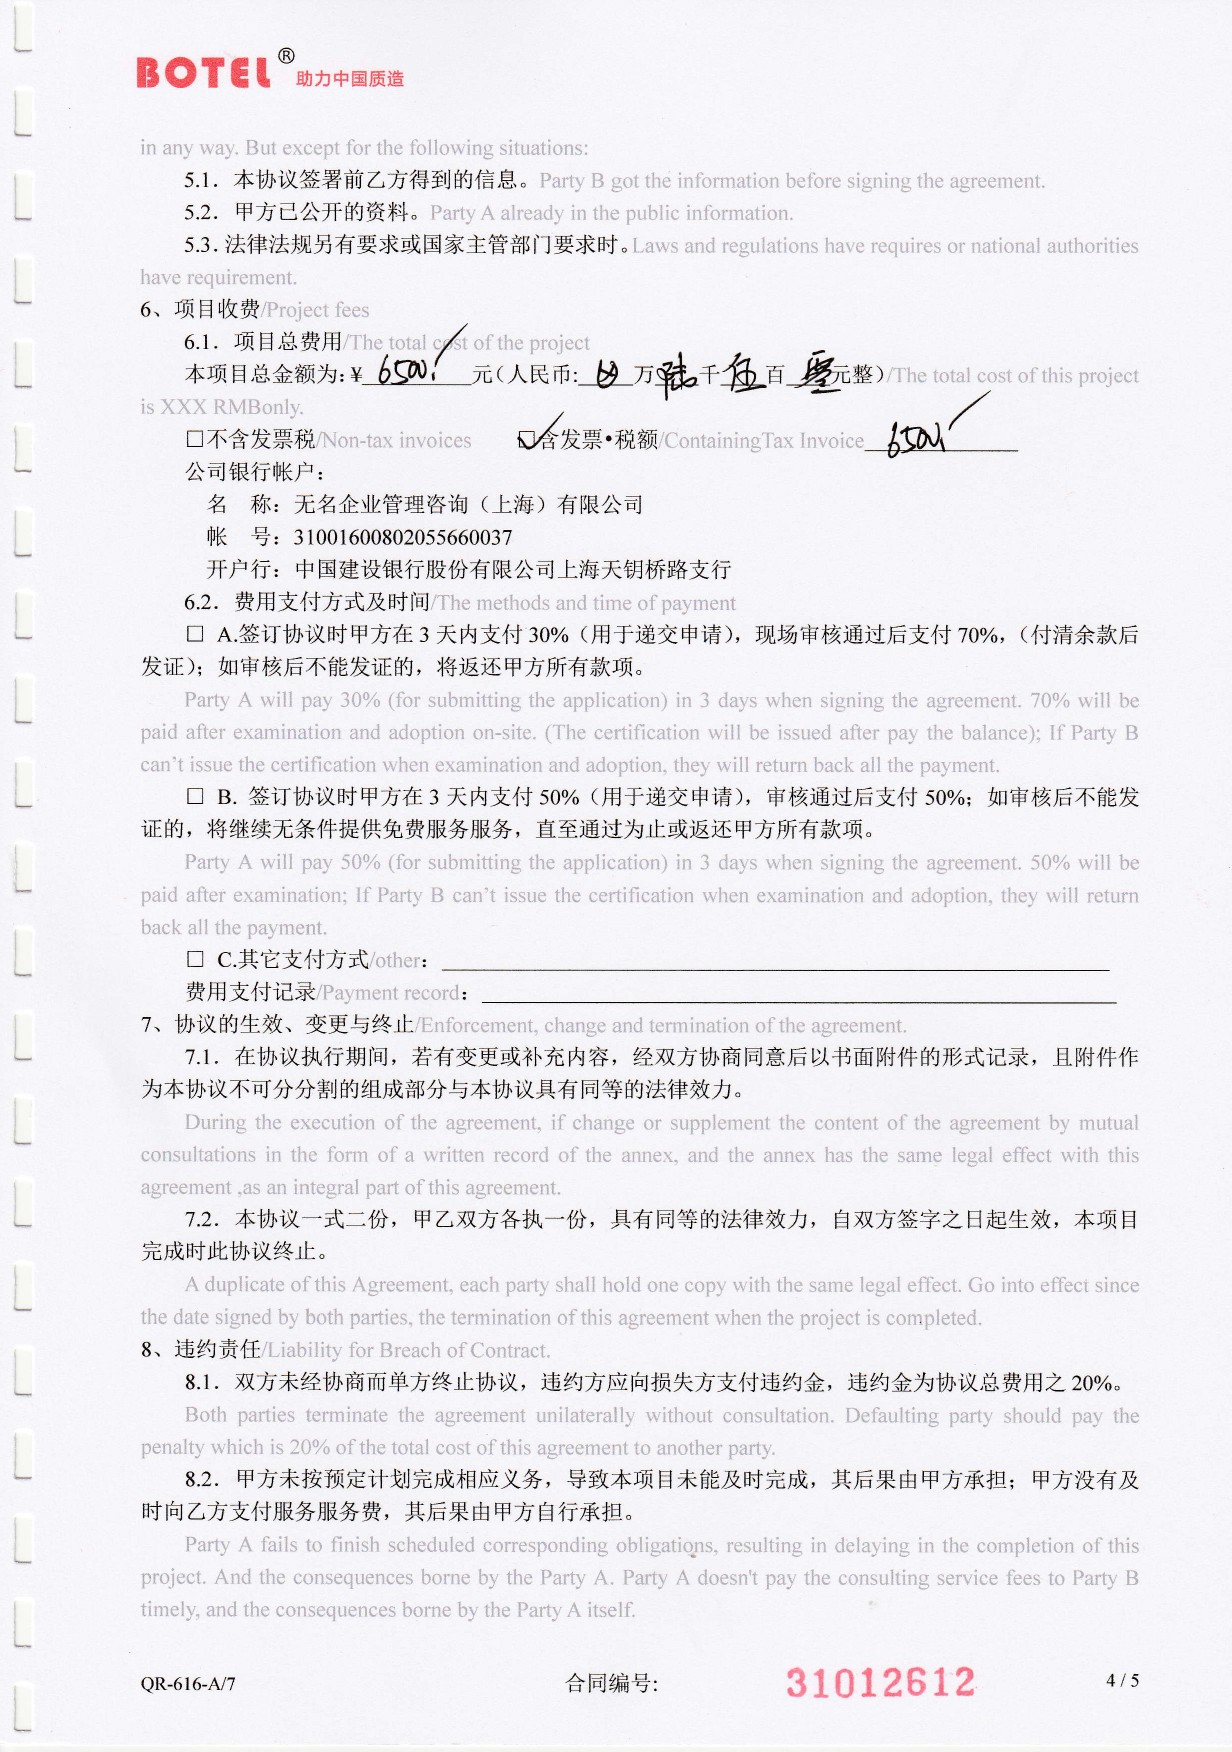 BOTEL® 助力中国质造
in any way. But except for the following situations:
5.1．本协议签署前乙方得到的信息。Party B got the information before signing the agreement.
5.2．甲方已公开的资料。Party A already in the public information.
5.3．法律法规另有要求或国家主管部门要求时。Laws and regulations have requires or national authorities
have requirement.
6、项目收费/Project fees
6.1．项目总费用/The total cost of the project
本项目总金额为:¥ 6500 元(人民币: 万陆千伍百零元整)/The total cost of this project
is XXX RMBonly.
□不含发票税/Non-tax invoices ☑含发票•税额/ContainingTax Invoice 6500
公司银行帐户：
名 称：无名企业管理咨询（上海）有限公司
帐 号：31001600802055660037
开户行：中国建设银行股份有限公司上海天钥桥路支行
6.2．费用支付方式及时间/The methods and time of payment
□ A.签订协议时甲方在 3 天内支付 30%（用于递交申请），现场审核通过后支付 70%，（付清余款后
发证）；如审核后不能发证的，将返还甲方所有款项。
Party A will pay 30% (for submitting the application) in 3 days when signing the agreement. 70% will be
paid after examination and adoption on-site. (The certification will be issued after pay the balance); If Party B
can't issue the certification when examination and adoption, they will return back all the payment.
□ B. 签订协议时甲方在 3 天内支付 50%（用于递交申请），审核通过后支付 50%；如审核后不能发
证的，将继续无条件提供免费服务服务，直至通过为止或返还甲方所有款项。
Party A will pay 50% (for submitting the application) in 3 days when signing the agreement. 50% will be
paid after examination; If Party B can't issue the certification when examination and adoption, they will return
back all the payment.
□ C.其它支付方式/other：
费用支付记录/Payment record：
7、协议的生效、变更与终止/Enforcement, change and termination of the agreement.
7.1．在协议执行期间，若有变更或补充内容，经双方协商同意后以书面附件的形式记录，且附件作
为本协议不可分分割的组成部分与本协议具有同等的法律效力。
During the execution of the agreement, if change or supplement the content of the agreement by mutual
consultations in the form of a written record of the annex, and the annex has the same legal effect with this
agreement ,as an integral part of this agreement.
7.2．本协议一式二份，甲乙双方各执一份，具有同等的法律效力，自双方签字之日起生效，本项目
完成时此协议终止。
A duplicate of this Agreement, each party shall hold one copy with the same legal effect. Go into effect since
the date signed by both parties, the termination of this agreement when the project is completed.
8、违约责任/Liability for Breach of Contract.
8.1．双方未经协商而单方终止协议，违约方应向损失方支付违约金，违约金为协议总费用之 20%。
Both parties terminate the agreement unilaterally without consultation. Defaulting party should pay the
penalty which is 20% of the total cost of this agreement to another party.
8.2．甲方未按预定计划完成相应义务，导致本项目未能及时完成，其后果由甲方承担；甲方没有及
时向乙方支付服务服务费，其后果由甲方自行承担。
Party A fails to finish scheduled corresponding obligations, resulting in delaying in the completion of this
project. And the consequences borne by the Party A. Party A doesn't pay the consulting service fees to Party B
timely, and the consequences borne by the Party A itself.
QR-616-A/7 合同编号: 31012612 4 / 5